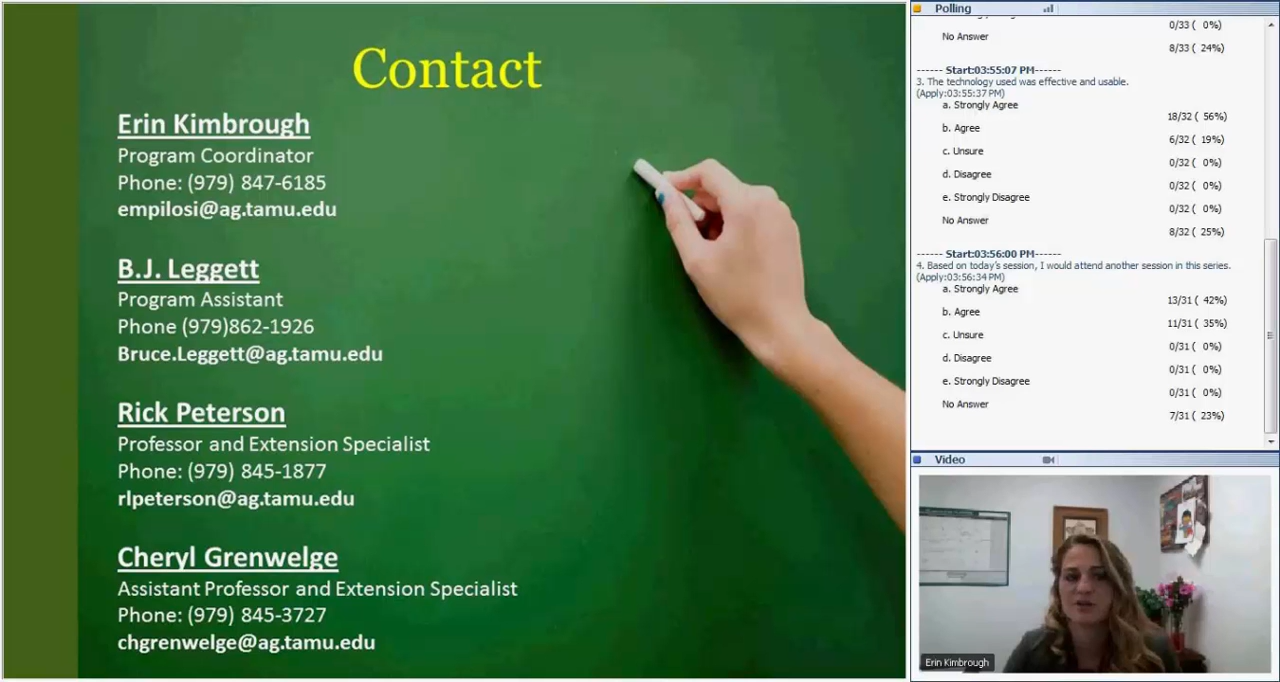 Contact
Erin Kimbrough
Program Coordinator
Phone: (979) 847-6185
empilosi@ag.tamu.edu
B.J. Leggett
Program Assistant
Phone (979)862-1926
Bruce.Leggett@ag.tamu.edu
Rick Peterson
Professor and Extension Specialist
Phone: (979) 845-1877
rlpeterson@ag.tamu.edu
Cheryl Grenwelge
Assistant Professor and Extension Specialist
Phone: (979) 845-3727
chgrenwelge@ag.tamu.edu
Polling
0/33 ( 0%)
No Answer
8/33 ( 24%)
------ Start:03:55:07 PM------
3. The technology used was effective and usable.
(Apply:03:55:37 PM)
a. Strongly Agree
18/32 ( 56%)
b. Agree
6/32 ( 19%)
c. Unsure
0/32 ( 0%)
d. Disagree
0/32 ( 0%)
e. Strongly Disagree
0/32 ( 0%)
No Answer
8/32 ( 25%)
------ Start:03:56:00 PM------
4. Based on today's session, I would attend another session in this series.
(Apply:03:56:34 PM)
a. Strongly Agree
13/31 ( 42%)
b. Agree
11/31 ( 35%)
c. Unsure
0/31 ( 0%)
d. Disagree
0/31 ( 0%)
e. Strongly Disagree
0/31 ( 0%)
No Answer
7/31 ( 23%)
Video
Erin Kimbrough